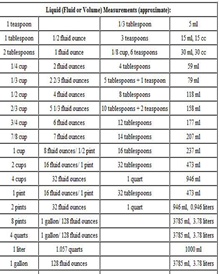 Liquid (Fluid or Volume) Measurements (approximate):
1 teaspoon 1/3 teaspoon 5 ml
1 tablespoon 1/2 fluid ounce 3 teaspoons 15 ml, 15 cc
2 tablespoons 1 fluid ounce 1/8 cup, 6 teaspoons 30 ml, 30 cc
1/4 cup 2 fluid ounces 4 tablespoons 59 ml
1/3 cup 2 2/3 fluid ounces 5 tablespoons + 1 teaspoon 79 ml
1/2 cup 4 fluid ounces 8 tablespoons 118 ml
2/3 cup 5 1/3 fluid ounces 10 tablespoons + 2 teaspoons 158 ml
3/4 cup 6 fluid ounces 12 tablespoons 177 ml
7/8 cup 7 fluid ounces 14 tablespoons 207 ml
1 cup 8 fluid ounces/ 1/2 pint 16 tablespoons 237 ml
2 cups 16 fluid ounces/ 1 pint 32 tablespoons 473 ml
4 cups 32 fluid ounces 1 quart 946 ml
1 pint 16 fluid ounces/ 1 pint 32 tablespoons 473 ml
2 pints 32 fluid ounces 1 quart 946 ml, 0.946 liters
8 pints 1 gallon/ 128 fluid ounces 3785 ml, 3.78 liters
4 quarts 1 gallon/ 128 fluid ounces 3785 ml, 3.78 liters
1 liter 1.057 quarts 1000 ml
1 gallon 128 fluid ounces 3785 ml, 3.78 liters